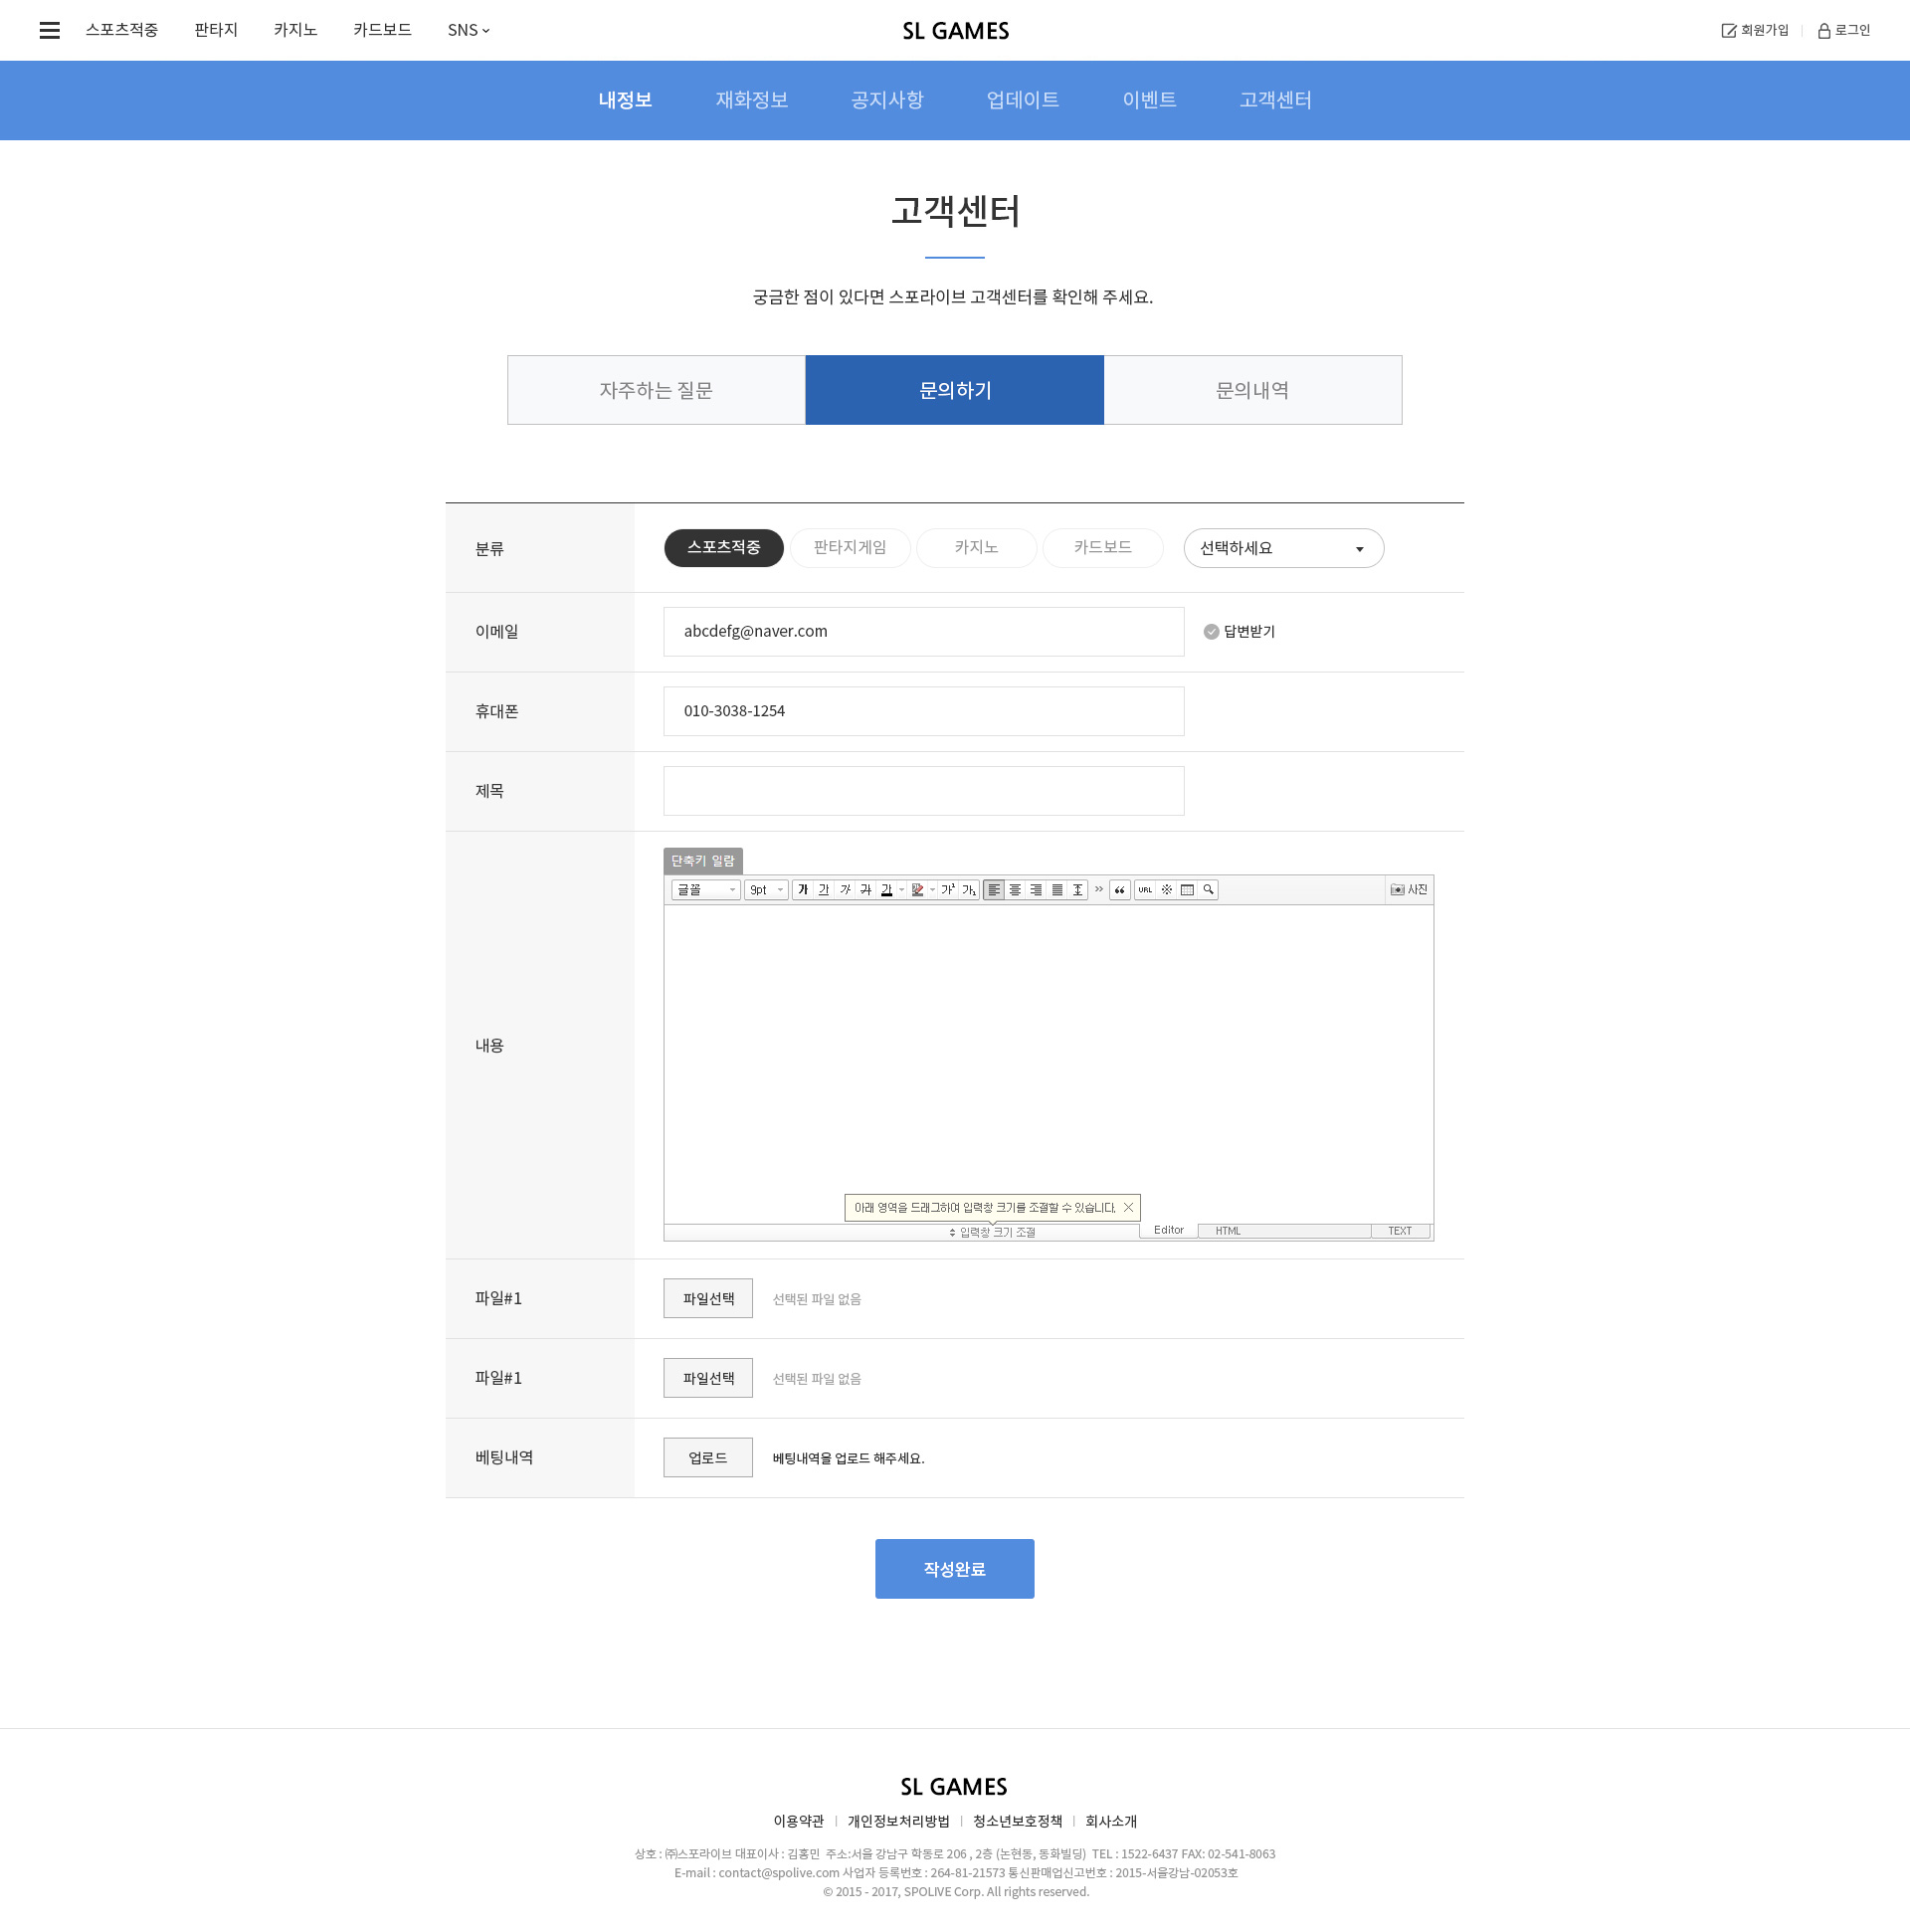 스포츠적중 판타지 카지노 카드보드 SNS SL GAMES 회원가입 로그인
내정보 재화정보 공지사항 업데이트 이벤트 고객센터
고객센터
궁금한 점이 있다면 스포라이브 고객센터를 확인해 주세요.
자주하는 질문 문의하기 문의내역
분류 스포츠적중 판타지게임 카지노 카드보드 선택하세요
이메일 abcdefg@naver.com 답변받기
휴대폰 010-3038-1254
제목
단축키 일람
글꼴 9pt 가 가 가 가 가 가¹ 가₁ » “ URL ※ 사진
내용
아래 영역을 드래그하여 입력창 크기를 조절할 수 있습니다.
입력창 크기 조절 Editor HTML TEXT
파일#1 파일선택 선택된 파일 없음
파일#1 파일선택 선택된 파일 없음
베팅내역 업로드 베팅내역을 업로드 해주세요.
작성완료
SL GAMES
이용약관 | 개인정보처리방법 | 청소년보호정책 | 회사소개
상호 : ㈜스포라이브 대표이사 : 김홍민 주소:서울 강남구 학동로 206 , 2층 (논현동, 동화빌딩) TEL : 1522-6437 FAX: 02-541-8063
E-mail : contact@spolive.com 사업자 등록번호 : 264-81-21573 통신판매업신고번호 : 2015-서울강남-02053호
© 2015 - 2017, SPOLIVE Corp. All rights reserved.